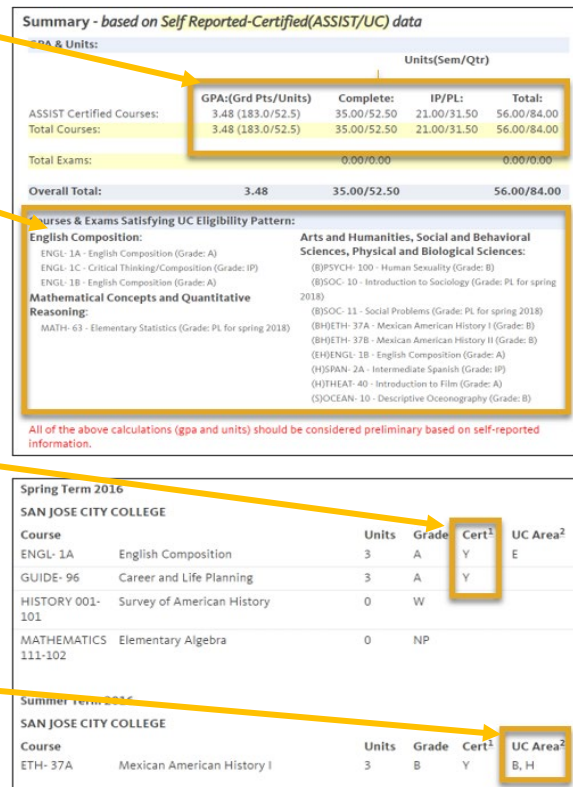 Summary - based on Self Reported-Certified(ASSIST/UC) data
GPA & Units:
Units(Sem/Qtr)
GPA:(Grd Pts/Units) Complete: IP/PL: Total:
ASSIST Certified Courses: 3.48 (183.0/52.5) 35.00/52.50 21.00/31.50 56.00/84.00
Total Courses: 3.48 (183.0/52.5) 35.00/52.50 21.00/31.50 56.00/84.00
Total Exams: 0.00/0.00 0.00/0.00
Overall Total: 3.48 35.00/52.50 56.00/84.00
Courses & Exams Satisfying UC Eligibility Pattern:
English Composition:
ENGL- 1A - English Composition (Grade: A)
ENGL- 1C - Critical Thinking/Composition (Grade: IP)
ENGL- 1B - English Composition (Grade: A)
Mathematical Concepts and Quantitative
Reasoning:
MATH- 63 - Elementary Statistics (Grade: PL for spring 2018)
Arts and Humanities, Social and Behavioral
Sciences, Physical and Biological Sciences:
(B)PSYCH- 100 - Human Sexuality (Grade: B)
(B)SOC- 10 - Introduction to Sociology (Grade: PL for spring
2018)
(B)SOC- 11 - Social Problems (Grade: PL for spring 2018)
(BH)ETH- 37A - Mexican American History I (Grade: B)
(BH)ETH- 37B - Mexican American History II (Grade: B)
(EH)ENGL- 1B - English Composition (Grade: A)
(H)SPAN- 2A - Intermediate Spanish (Grade: IP)
(H)THEAT- 40 - Introduction to Film (Grade: A)
(S)OCEAN- 10 - Descriptive Oceonography (Grade: B)
All of the above calculations (gpa and units) should be considered preliminary based on self-reported
information.
Spring Term 2016
SAN JOSE CITY COLLEGE
Course Units Grade Cert¹ UC Area²
ENGL- 1A English Composition 3 A Y E
GUIDE- 96 Career and Life Planning 3 A Y
HISTORY 001- Survey of American History 0 W
101
MATHEMATICS Elementary Algebra 0 NP
111-102
Summer Term 2016
SAN JOSE CITY COLLEGE
Course Units Grade Cert¹ UC Area²
ETH- 37A Mexican American History I 3 B Y B, H